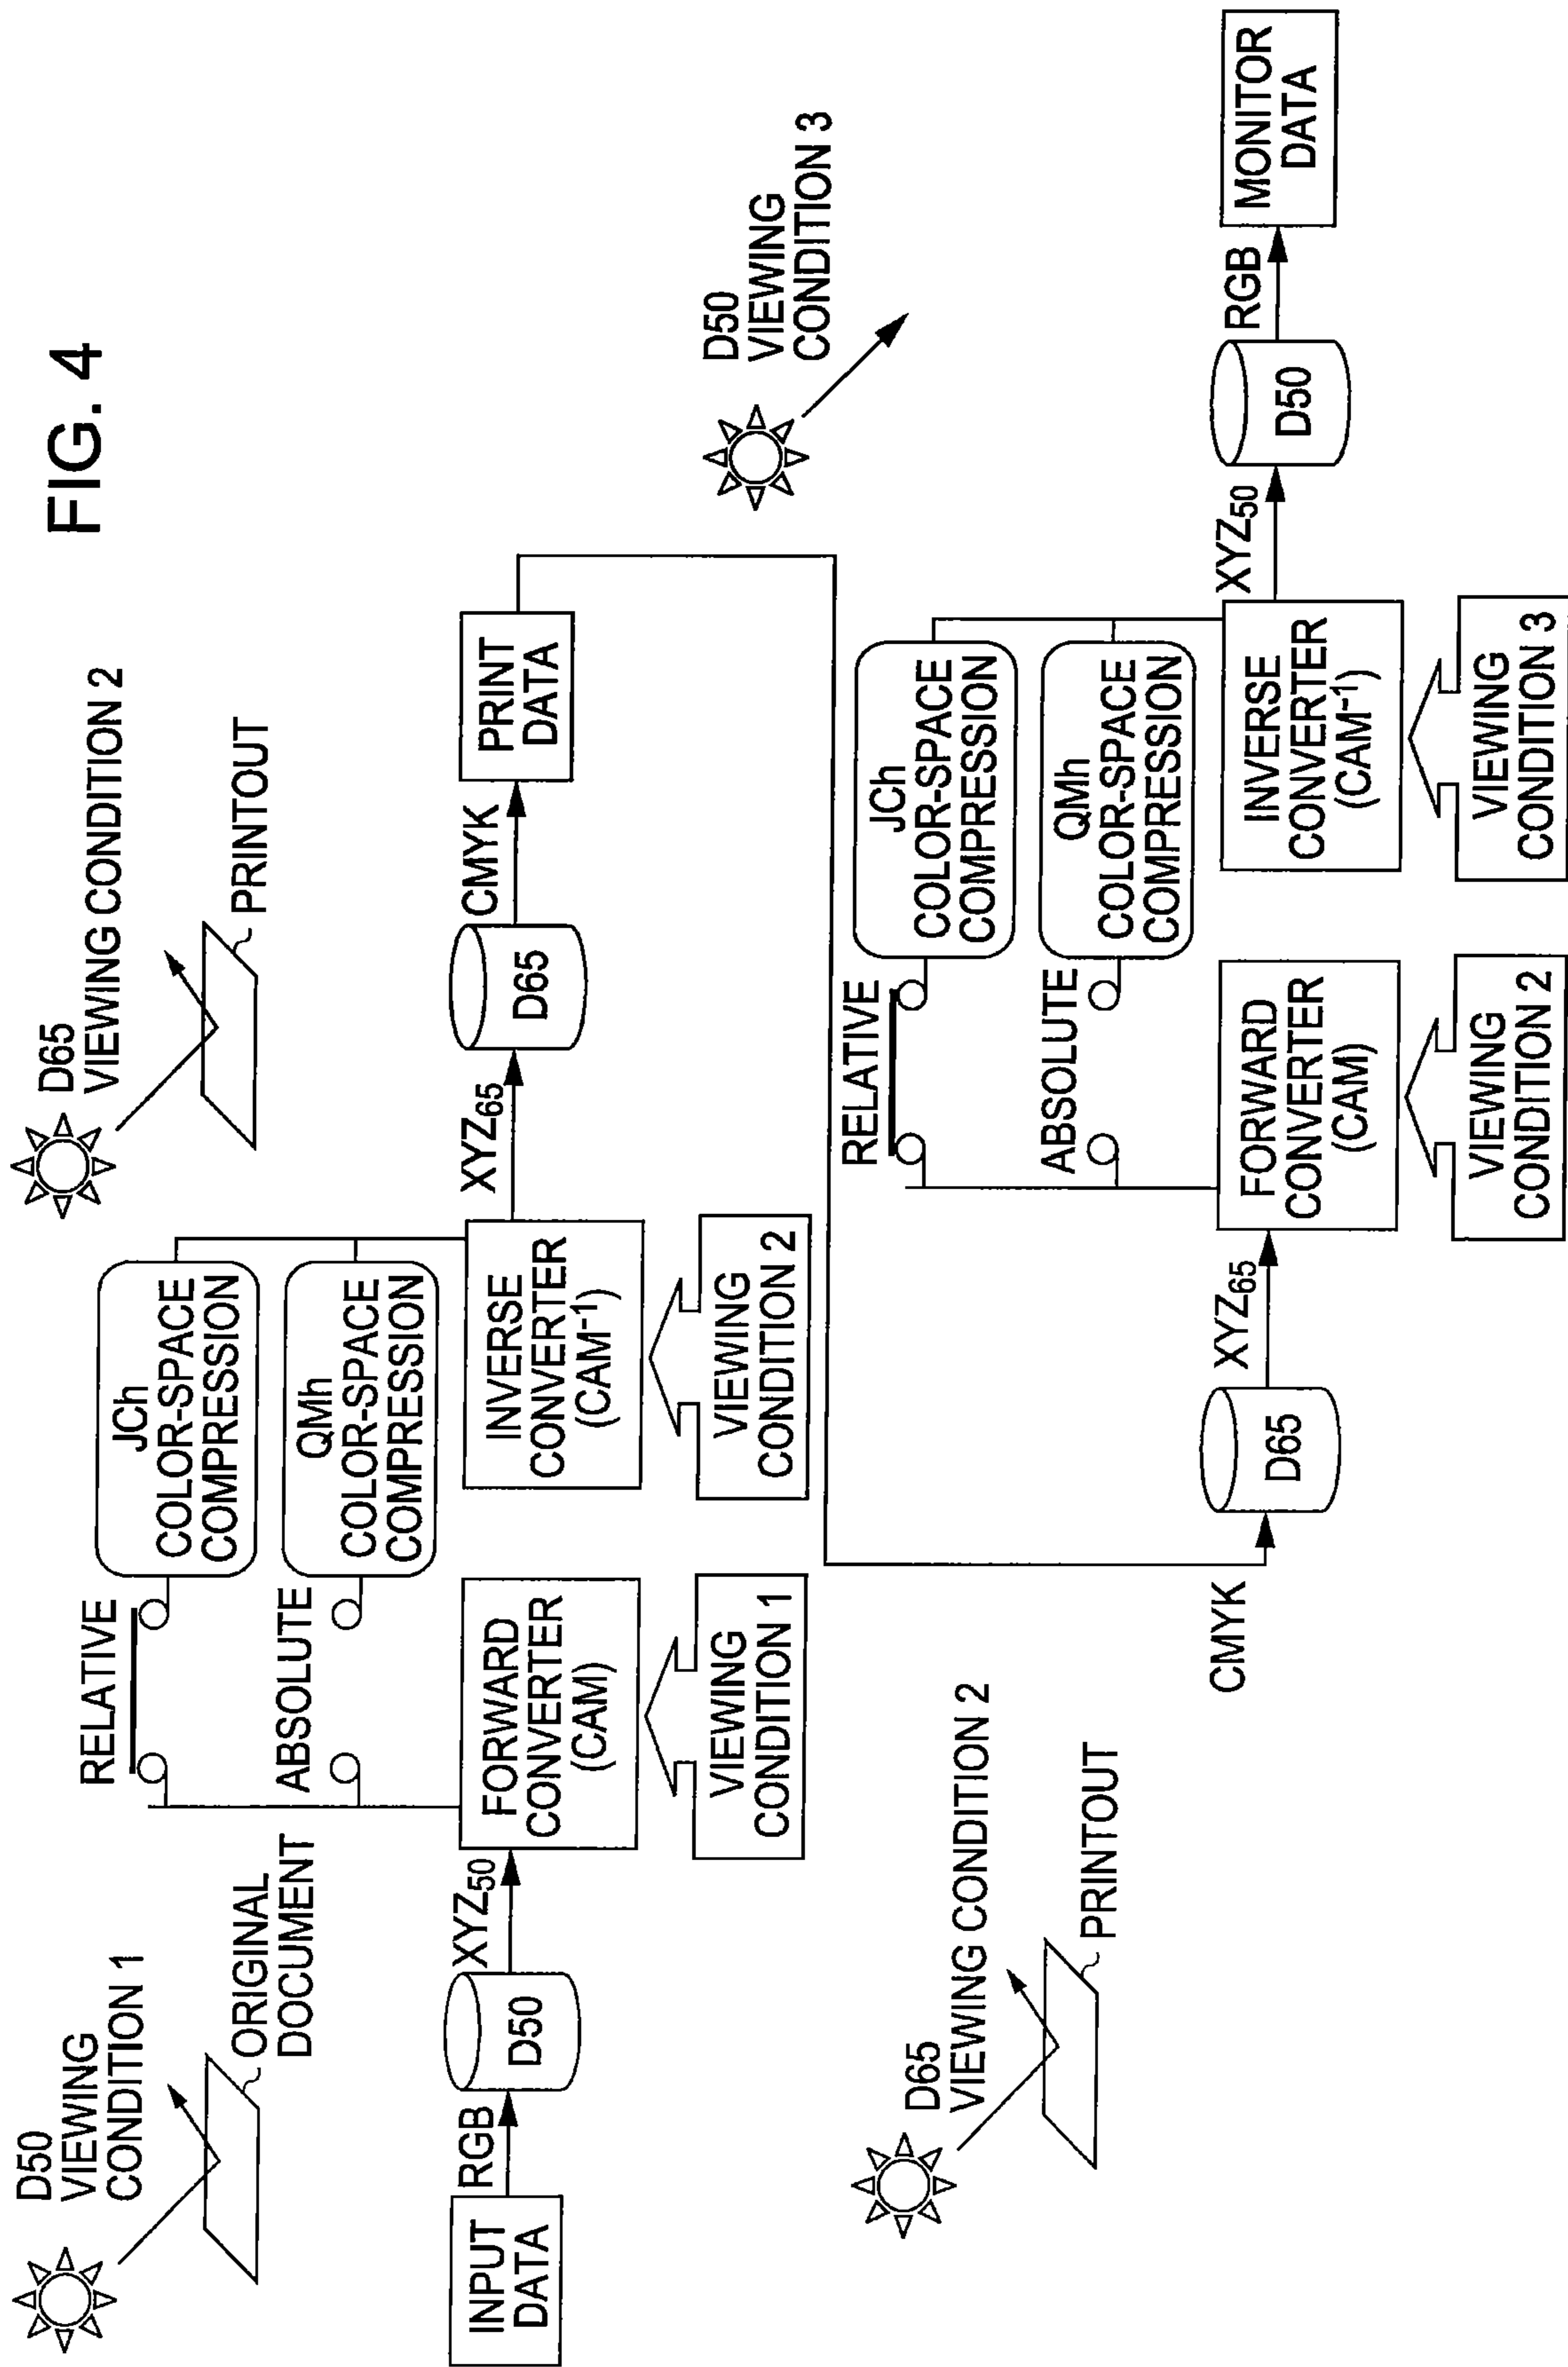 FIG. 4
D50
VIEWING
CONDITION 1
ORIGINAL
DOCUMENT
D65
VIEWING CONDITION 2
PRINTOUT
RELATIVE
ABSOLUTE
JCh
COLOR-SPACE
COMPRESSION
QMh
COLOR-SPACE
COMPRESSION
INPUT
DATA
RGB
D50
XYZ50
FORWARD
CONVERTER
(CAM)
INVERSE
CONVERTER
(CAM-1)
XYZ65
D65
CMYK
PRINT
DATA
VIEWING
CONDITION 1
VIEWING
CONDITION 2
D65
VIEWING CONDITION 2
PRINTOUT
D50
VIEWING
CONDITION 3
RELATIVE
ABSOLUTE
JCh
COLOR-SPACE
COMPRESSION
QMh
COLOR-SPACE
COMPRESSION
CMYK
D65
XYZ65
FORWARD
CONVERTER
(CAM)
INVERSE
CONVERTER
(CAM-1)
XYZ50
D50
RGB
MONITOR
DATA
VIEWING
CONDITION 2
VIEWING
CONDITION 3